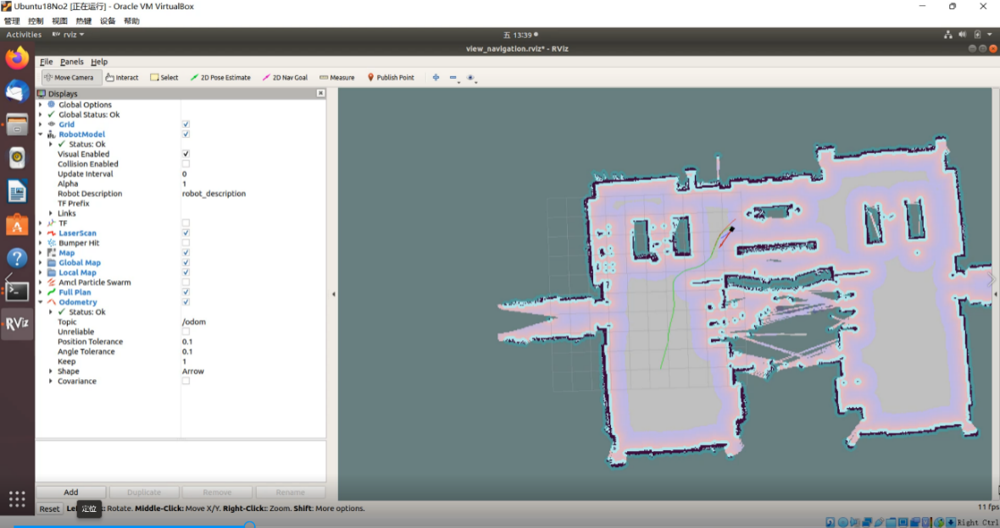 Ubuntu18No2 [正在运行] - Oracle VM VirtualBox
管理 控制 视图 热键 设备 帮助
Activities RViz rviz 五 13:39
view_navigation.rviz* - RViz
File Panels Help
Move Camera Interact Select 2D Pose Estimate 2D Nav Goal Measure Publish Point
Displays
Global Options
Global Status: Ok
Grid
RobotModel
Status: Ok
Visual Enabled
Collision Enabled
Update Interval 0
Alpha 1
Robot Description robot_description
TF Prefix
Links
TF
LaserScan
Bumper Hit
Map
Global Map
Local Map
Amcl Particle Swarm
Full Plan
Odometry
Status: Ok
Topic /odom
Unreliable
Position Tolerance 0.1
Angle Tolerance 0.1
Keep 1
Shape Arrow
Covariance
RViz
Add Duplicate Remove Rename
Reset 定位 : Rotate. Middle-Click: Move X/Y. Right-Click:: Zoom. Shift: More options. 11 fps
Right Ctrl